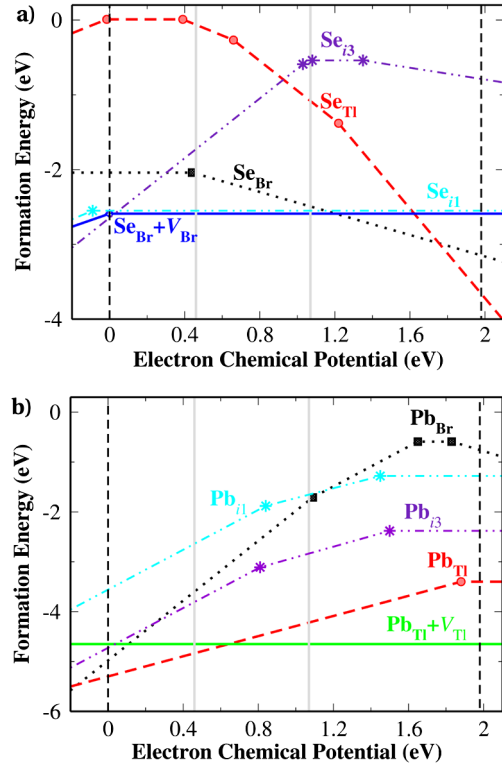 a)
0
-2
-4
Formation Energy (eV)
Se_i3
Se_Tl
Se_Br
Se_i1
Se_Br+V_Br
0 0.4 0.8 1.2 1.6 2
Electron Chemical Potential (eV)
b)
0
-2
-4
-6
Formation Energy (eV)
Pb_Br
Pb_i1
Pb_i3
Pb_Tl
Pb_Tl+V_Tl
0 0.4 0.8 1.2 1.6 2
Electron Chemical Potential (eV)